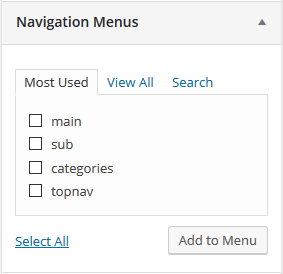 Navigation Menus
Most Used View All Search
main
sub
categories
topnav
Select All Add to Menu